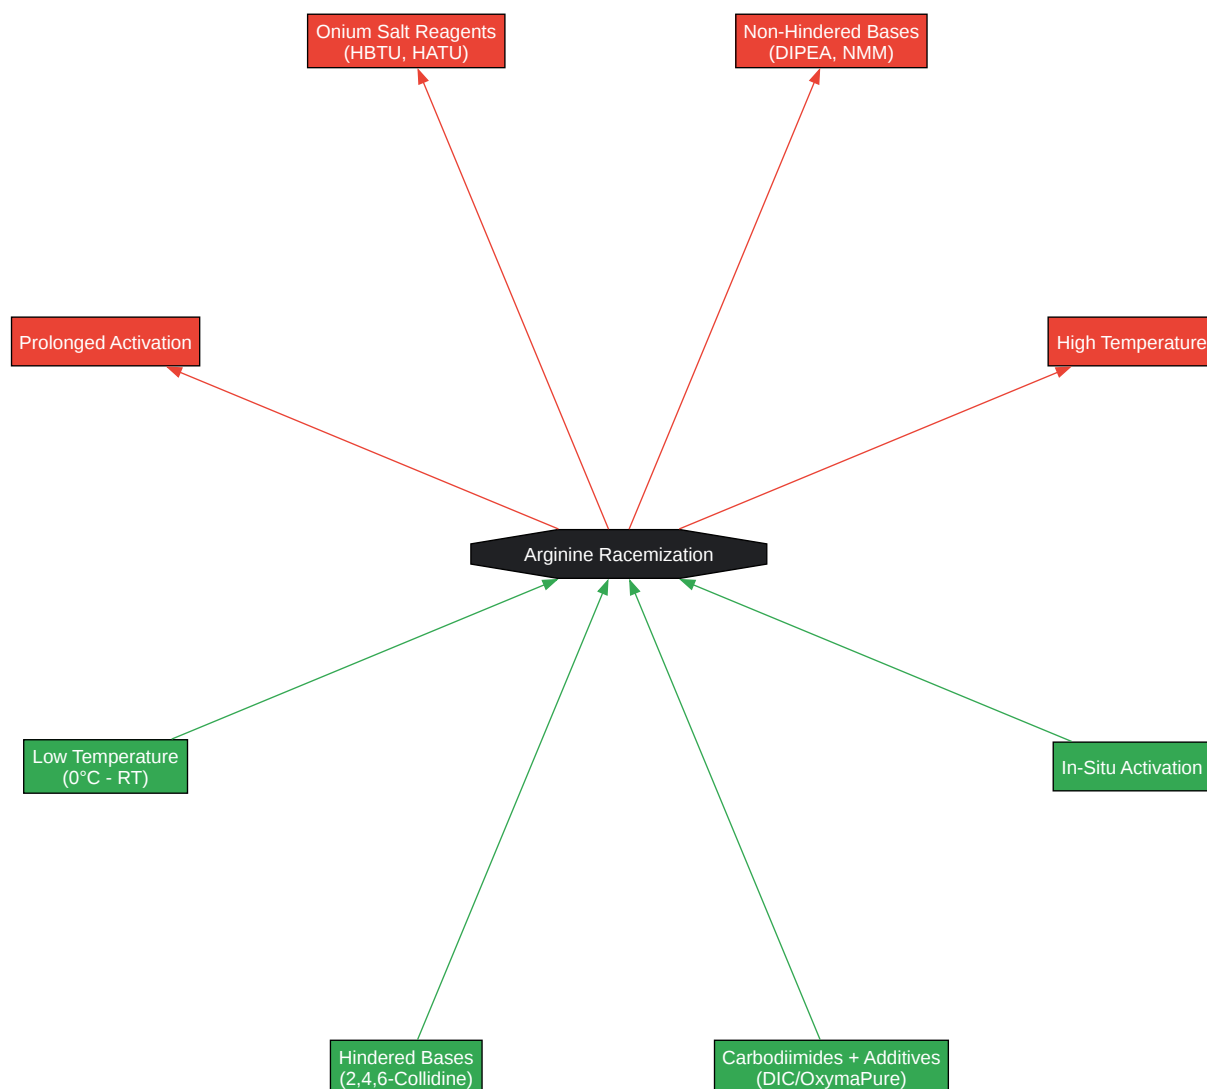 Onium Salt Reagents
(HBTU, HATU)
Non-Hindered Bases
(DIPEA, NMM)
Prolonged Activation
High Temperature
Arginine Racemization
Low Temperature
(0°C - RT)
In-Situ Activation
Hindered Bases
(2,4,6-Collidine)
Carbodiimides + Additives
(DIC/OxymaPure)